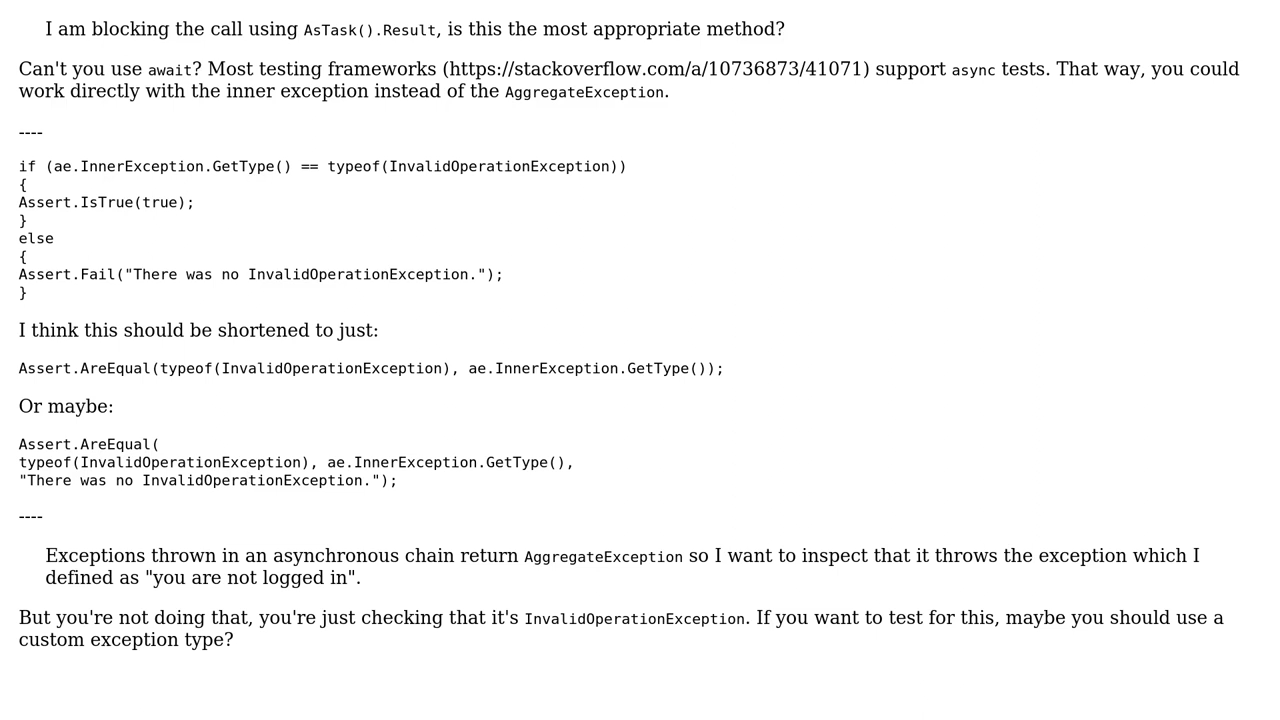 I am blocking the call using AsTask().Result, is this the most appropriate method?
Can't you use await? Most testing frameworks (https://stackoverflow.com/a/10736873/41071) support async tests. That way, you could
work directly with the inner exception instead of the AggregateException.
----
if (ae.InnerException.GetType() == typeof(InvalidOperationException))
{
Assert.IsTrue(true);
}
else
{
Assert.Fail("There was no InvalidOperationException.");
}
I think this should be shortened to just:
Assert.AreEqual(typeof(InvalidOperationException), ae.InnerException.GetType());
Or maybe:
Assert.AreEqual(
typeof(InvalidOperationException), ae.InnerException.GetType(),
"There was no InvalidOperationException.");
----
Exceptions thrown in an asynchronous chain return AggregateException so I want to inspect that it throws the exception which I
defined as "you are not logged in".
But you're not doing that, you're just checking that it's InvalidOperationException. If you want to test for this, maybe you should use a
custom exception type?